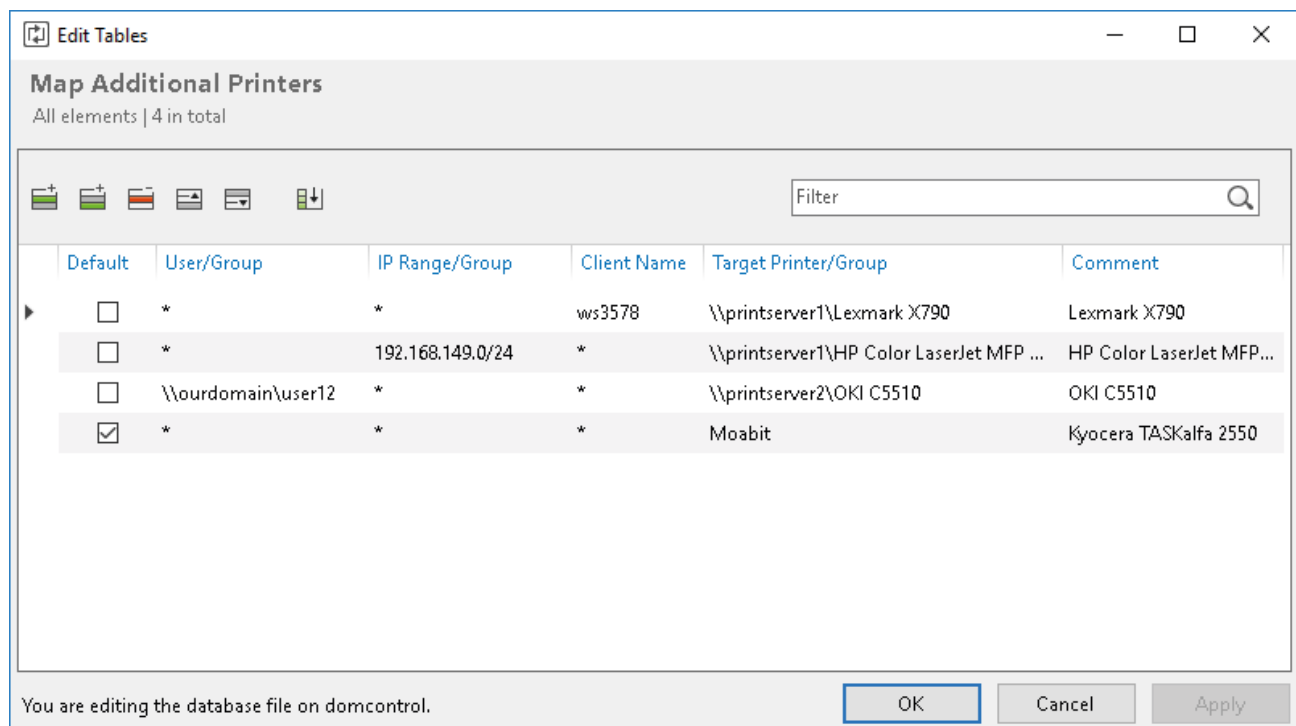 Edit Tables
Map Additional Printers
All elements | 4 in total
Filter
Default User/Group IP Range/Group Client Name Target Printer/Group Comment
* * ws3578 \\printserver1\Lexmark X790 Lexmark X790
* 192.168.149.0/24 * \\printserver1\HP Color LaserJet MFP ... HP Color LaserJet MFP...
\\ourdomain\user12 * * \\printserver2\OKI C5510 OKI C5510
* * * Moabit Kyocera TASKalfa 2550
You are editing the database file on domcontrol. OK Cancel Apply